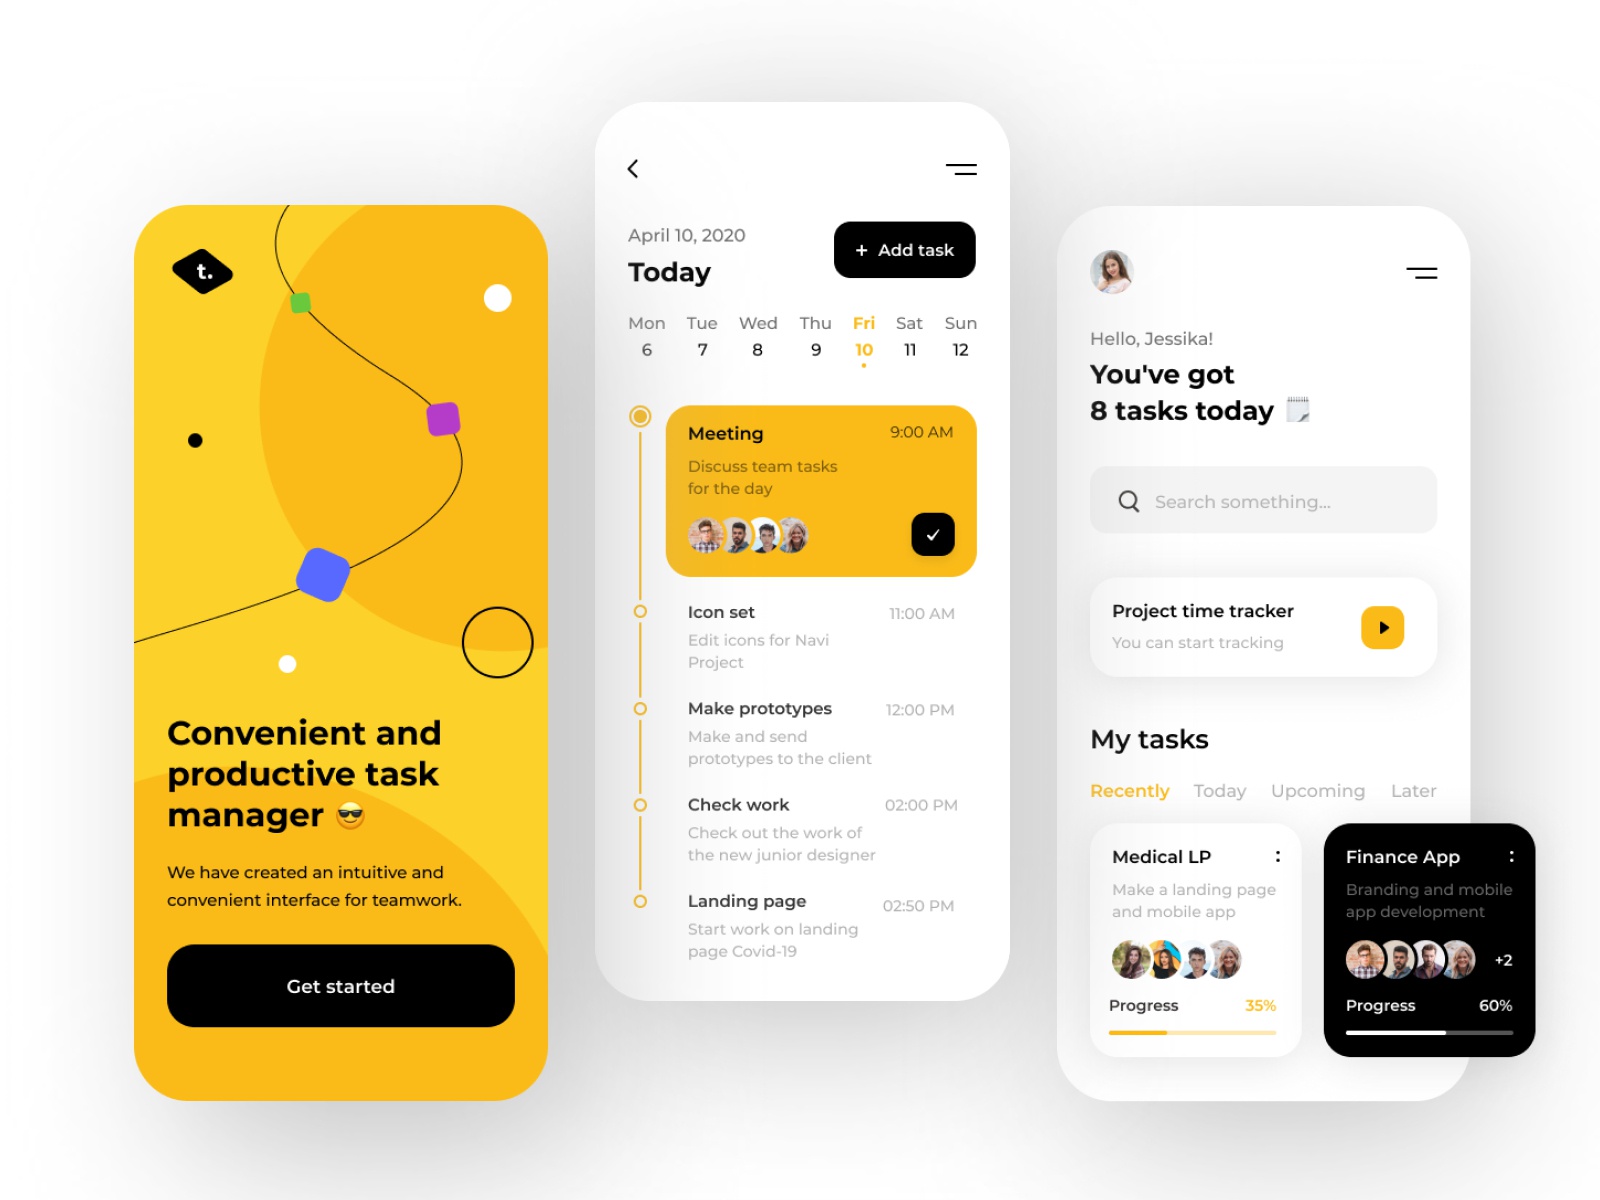 t.
Convenient and
productive task
manager 😎
We have created an intuitive and
convenient interface for teamwork.
Get started
April 10, 2020
Today
+ Add task
Mon Tue Wed Thu Fri Sat Sun
6 7 8 9 10 11 12
Meeting 9:00 AM
Discuss team tasks
for the day
Icon set 11:00 AM
Edit icons for Navi
Project
Make prototypes 12:00 PM
Make and send
prototypes to the client
Check work 02:00 PM
Check out the work of
the new junior designer
Landing page 02:50 PM
Start work on landing
page Covid-19
Hello, Jessika!
You've got
8 tasks today
Search something...
Project time tracker
You can start tracking
My tasks
Recently Today Upcoming Later
Medical LP
Make a landing page
and mobile app
Progress 35%
Finance App
Branding and mobile
app development
+2
Progress 60%